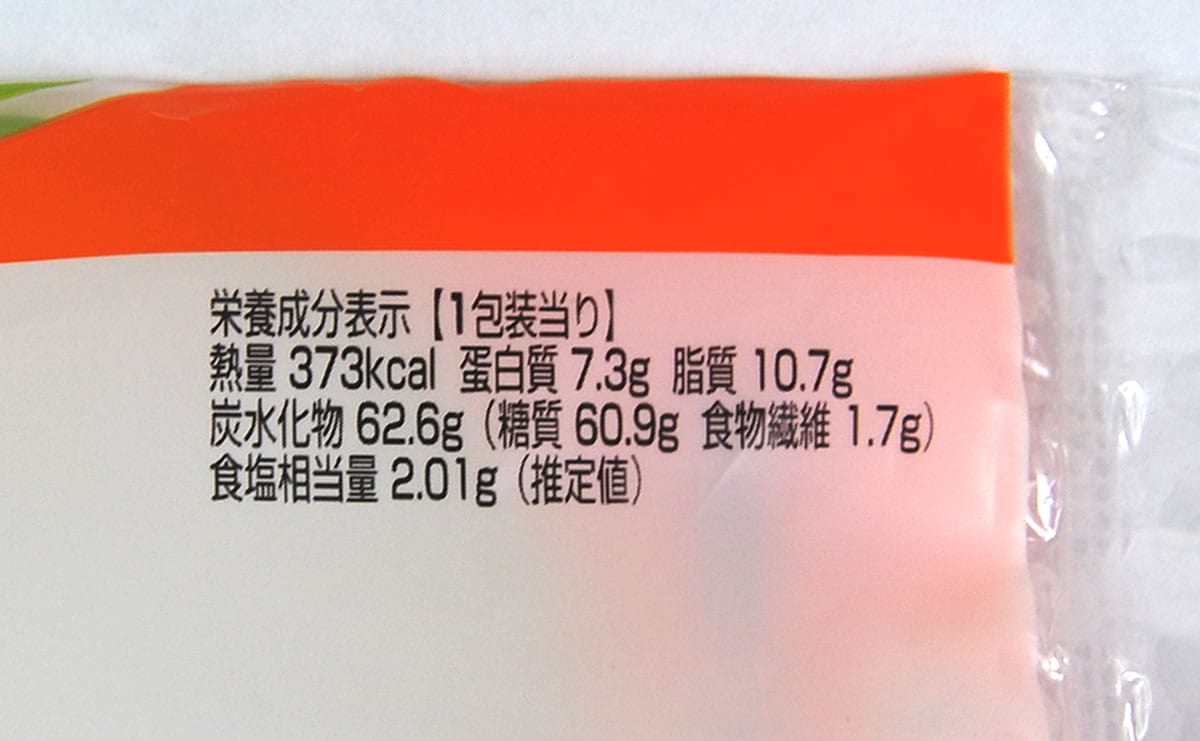 栄養成分表示【1包装当り】
熱量 373kcal 蛋白質 7.3g 脂質 10.7g
炭水化物 62.6g（糖質 60.9g 食物繊維 1.7g）
食塩相当量 2.01g（推定値）